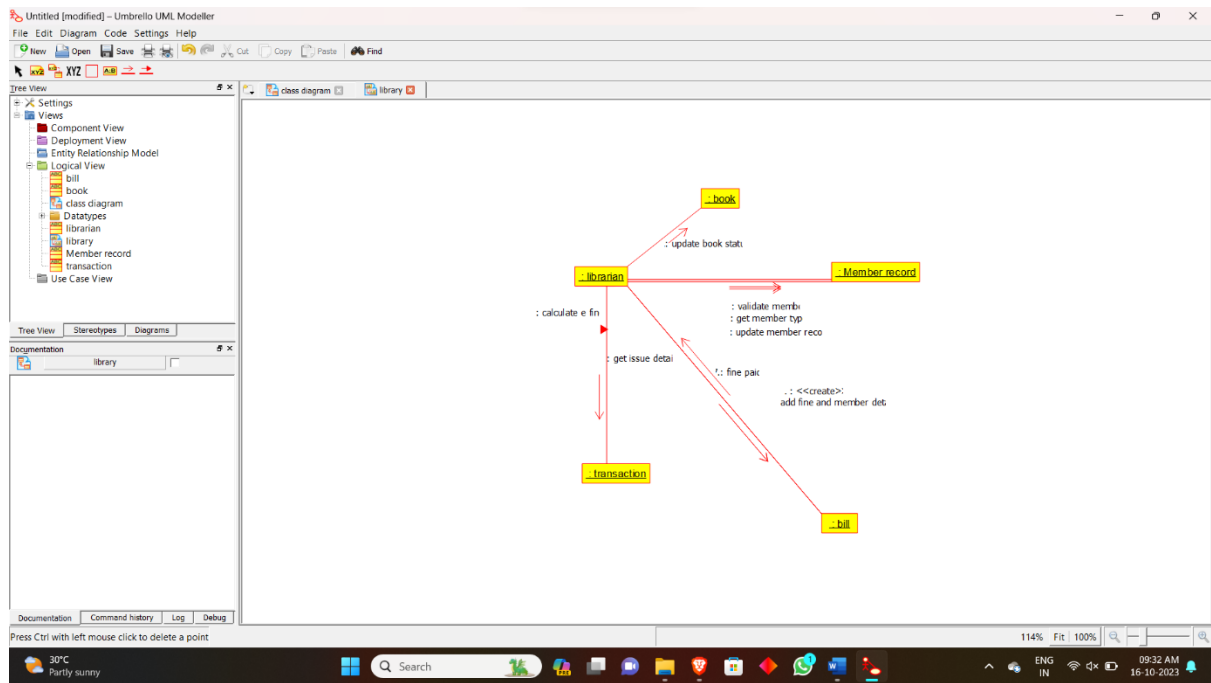 Untitled [modified] – Umbrello UML Modeller
File Edit Diagram Code Settings Help
New Open Save Cut Copy Paste Find
XYZ XYZ A:B
Tree View
class diagram library
Settings
Views
Component View
Deployment View
Entity Relationship Model
Logical View
bill
book
class diagram
Datatypes
librarian
library
Member record
transaction
Use Case View
Tree View Stereotypes Diagrams
Documentation
library
Documentation Command history Log Debug
: book
: update book statu
: librarian
: Member record
: calculate e fin
: validate membe
: get member typ
: update member reco
: get issue detai
: fine paid
. : <<create>:
add fine and member det
: transaction
: bill
Press Ctrl with left mouse click to delete a point
114% Fit 100%
30°C
Partly sunny
Search
ENG
IN
09:32 AM
16-10-2023